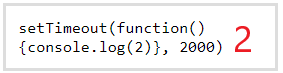 setTimeout(function()
{console.log(2)}, 2000) 2